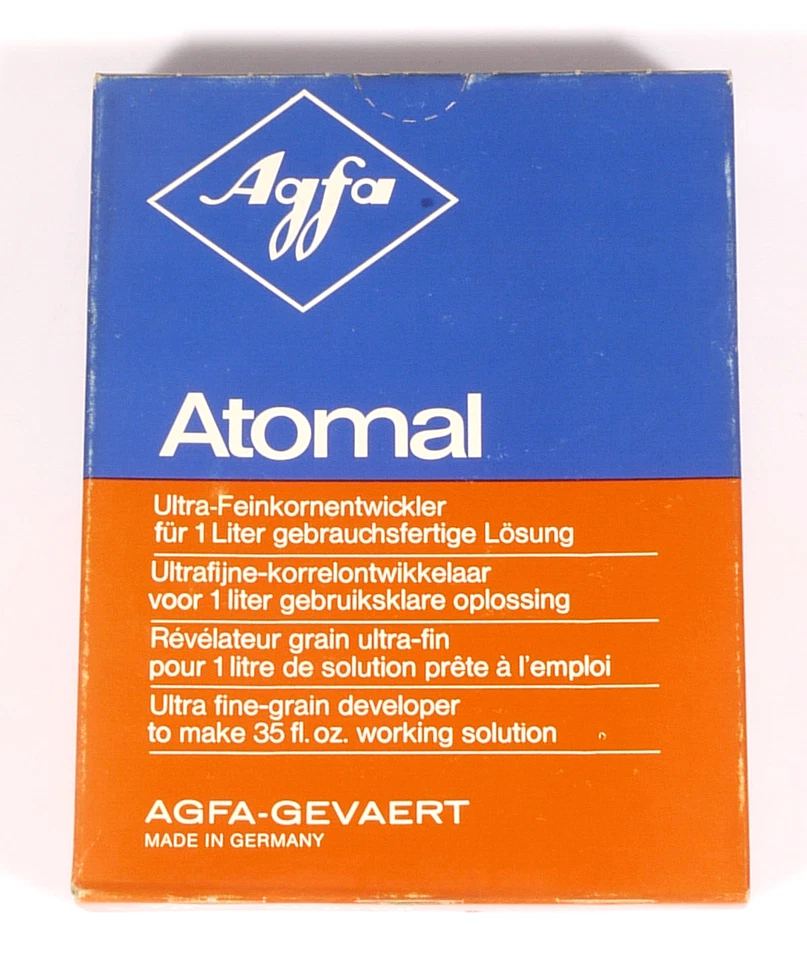 Agfa
Atomal
Ultra-Feinkornentwickler
für 1 Liter gebrauchsfertige Lösung
Ultrafijne-korrelontwikkelaar
voor 1 liter gebruiksklare oplossing
Révélateur grain ultra-fin
pour 1 litre de solution prête à l'emploi
Ultra fine-grain developer
to make 35 fl. oz. working solution
AGFA-GEVAERT
MADE IN GERMANY